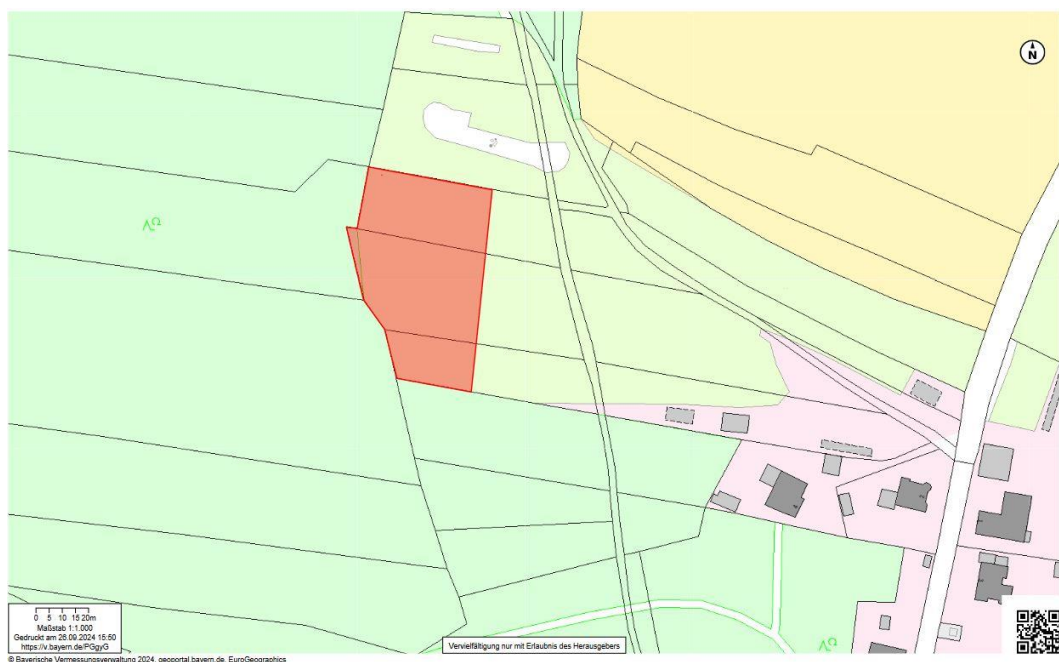 N
0 5 10 15 20m
Maßstab 1:1.000
Gedruckt am 26.09.2024 15:50
https://v.bayern.de/PGgyG
Vervielfältigung nur mit Erlaubnis des Herausgebers
© Bayerische Vermessungsverwaltung 2024, geoportal.bayern.de, EuroGeographics